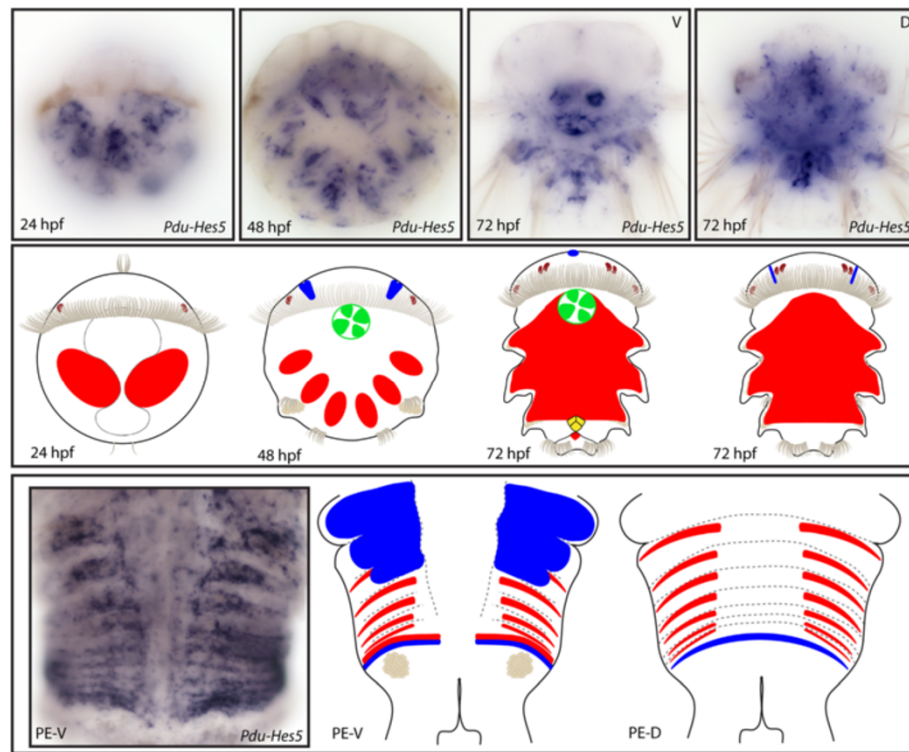 V
D
24 hpf
Pdu-Hes5
48 hpf
Pdu-Hes5
72 hpf
Pdu-Hes5
72 hpf
Pdu-Hes5
24 hpf
48 hpf
72 hpf
72 hpf
PE-V
Pdu-Hes5
PE-V
PE-D